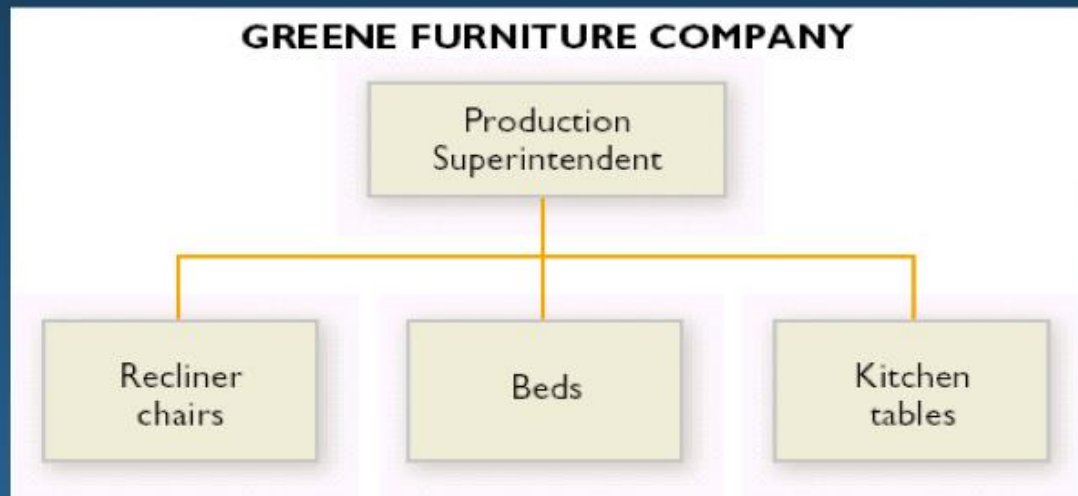 GREENE FURNITURE COMPANY
Production
Superintendent
Recliner
chairs
Beds
Kitchen
tables